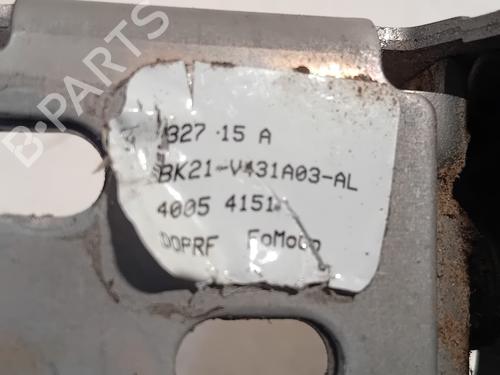 B-PARTS
327 15 A
BK21-V431A03-AL
4005 4151
DOPRF FoMoCo